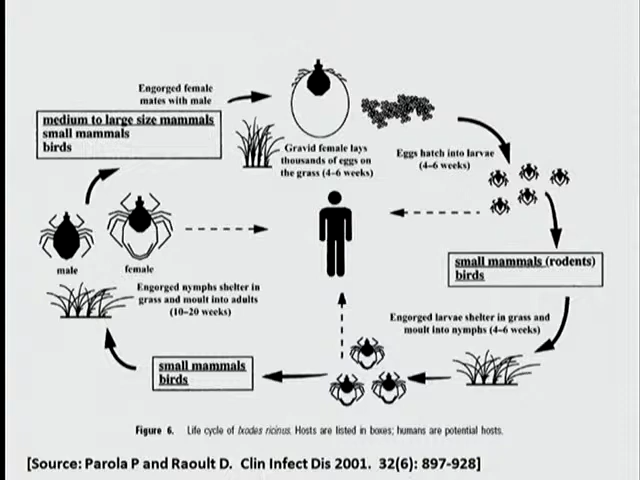 Engorged female
mates with male
medium to large size mammals
small mammals
birds
Gravid female lays
thousands of eggs on
the grass (4-6 weeks)
Eggs hatch into larvae
(4-6 weeks)
small mammals (rodents)
birds
male
female
Engorged nymphs shelter in
grass and moult into adults
(10-20 weeks)
Engorged larvae shelter in grass and
moult into nymphs (4-6 weeks)
small mammals
birds
Figure 6. Life cycle of Ixodes ricinus. Hosts are listed in boxes; humans are potential hosts.
[Source: Parola P and Raoult D. Clin Infect Dis 2001. 32(6): 897-928]